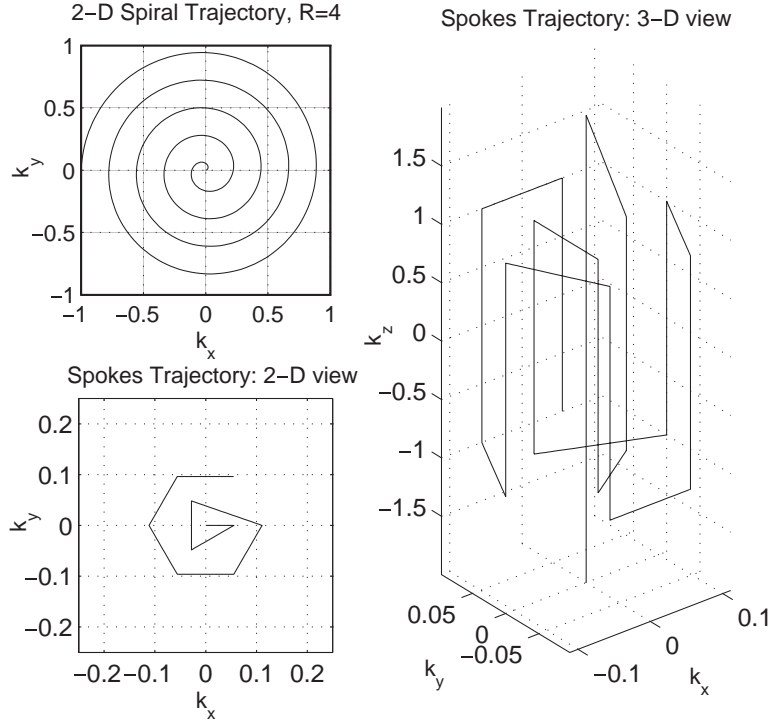 2-D Spiral Trajectory, R=4
1
0.5
0
−0.5
−1
k_y
−1 −0.5 0 0.5 1
k_x
Spokes Trajectory: 2-D view
0.2
0.1
0
−0.1
−0.2
k_y
−0.2 −0.1 0 0.1 0.2
k_x
Spokes Trajectory: 3-D view
1.5
1
0.5
0
−0.5
−1
−1.5
k_z
0.05
0
−0.05
k_y
−0.1
0
0.1
k_x